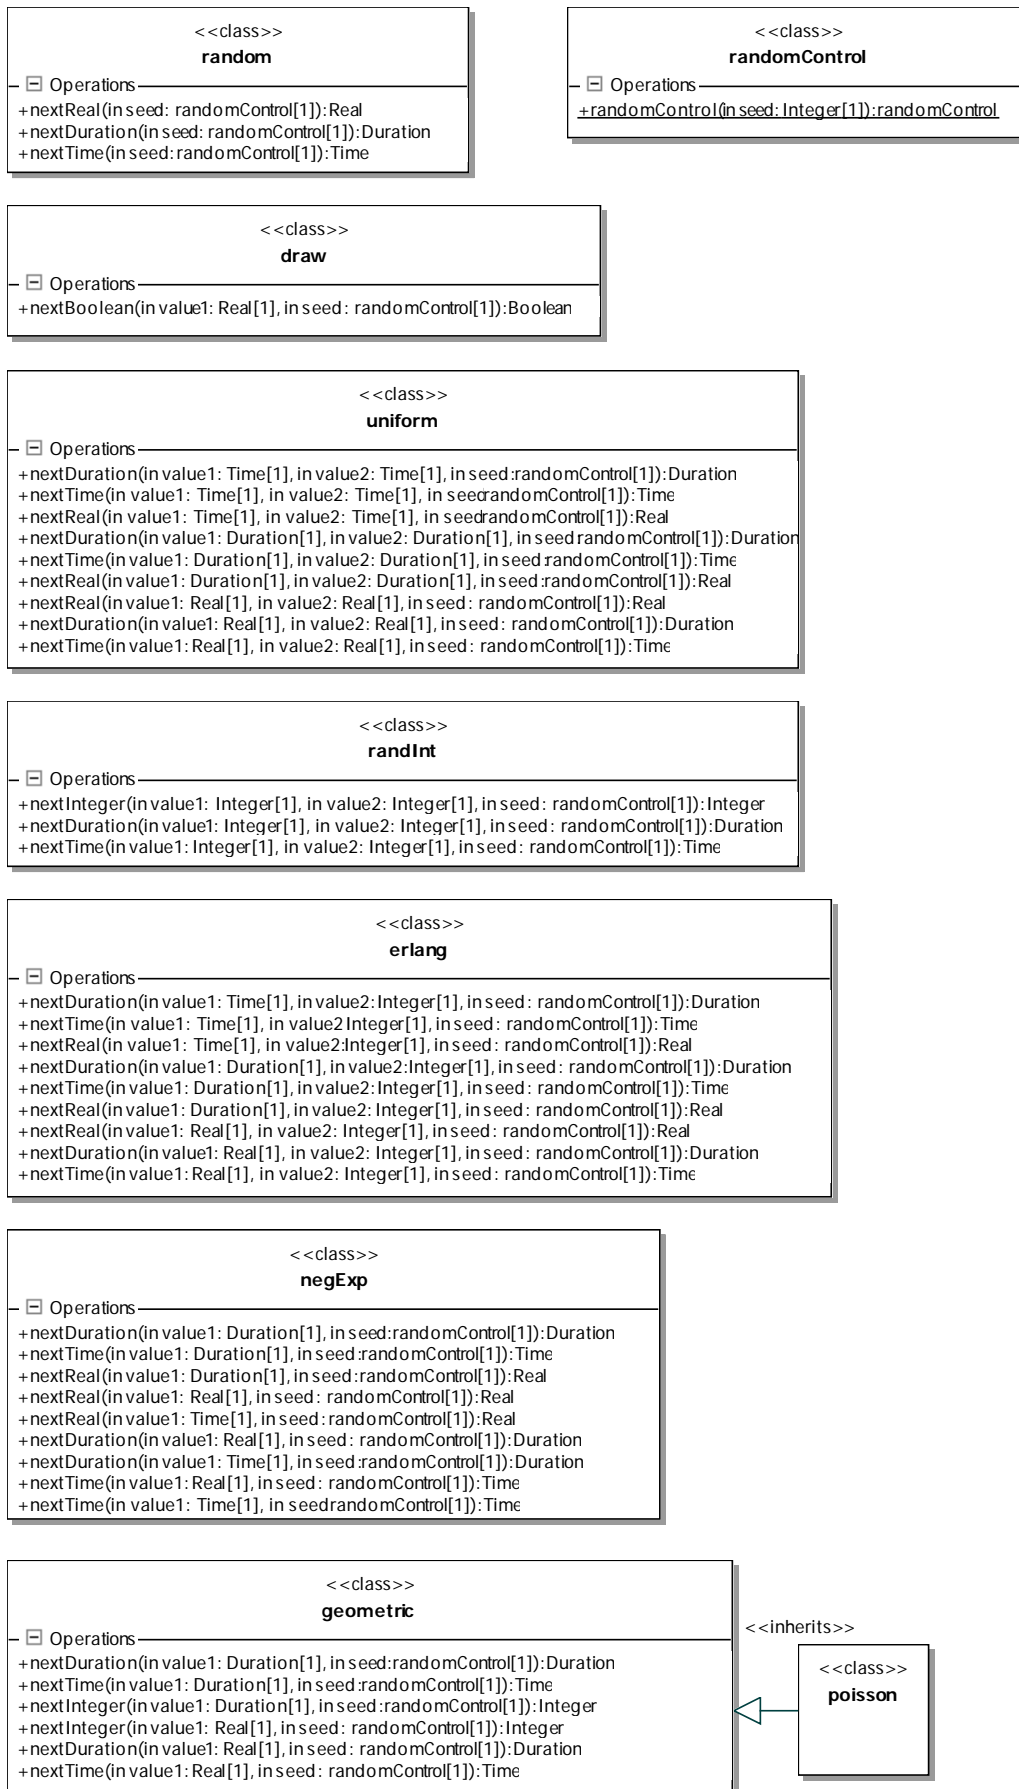 <<class>>
random
Operations
+nextReal(in seed: randomControl[1]):Real
+nextDuration(in seed: randomControl[1]):Duration
+nextTime(in seed: randomControl[1]):Time
<<class>>
randomControl
Operations
+randomControl(in seed: Integer[1]):randomControl
<<class>>
draw
Operations
+nextBoolean(in value1: Real[1], in seed: randomControl[1]):Boolean
<<class>>
uniform
Operations
+nextDuration(in value1: Time[1], in value2: Time[1], in seed:randomControl[1]):Duration
+nextTime(in value1: Time[1], in value2: Time[1], in seed:randomControl[1]):Time
+nextReal(in value1: Time[1], in value2: Time[1], in seed:randomControl[1]):Real
+nextDuration(in value1: Duration[1], in value2: Duration[1], in seed:randomControl[1]):Duration
+nextTime(in value1: Duration[1], in value2: Duration[1], in seed:randomControl[1]):Time
+nextReal(in value1: Duration[1], in value2: Duration[1], in seed:randomControl[1]):Real
+nextReal(in value1: Real[1], in value2: Real[1], in seed: randomControl[1]):Real
+nextDuration(in value1: Real[1], in value2: Real[1], in seed: randomControl[1]):Duration
+nextTime(in value1: Real[1], in value2: Real[1], in seed: randomControl[1]):Time
<<class>>
randInt
Operations
+nextInteger(in value1: Integer[1], in value2: Integer[1], in seed: randomControl[1]):Integer
+nextDuration(in value1: Integer[1], in value2: Integer[1], in seed: randomControl[1]):Duration
+nextTime(in value1: Integer[1], in value2: Integer[1], in seed: randomControl[1]):Time
<<class>>
erlang
Operations
+nextDuration(in value1: Time[1], in value2: Integer[1], in seed: randomControl[1]):Duration
+nextTime(in value1: Time[1], in value2 Integer[1], in seed: randomControl[1]):Time
+nextReal(in value1: Time[1], in value2:Integer[1], in seed: randomControl[1]):Real
+nextDuration(in value1: Duration[1], in value2:Integer[1], in seed: randomControl[1]):Duration
+nextTime(in value1: Duration[1], in value2: Integer[1], in seed: randomControl[1]):Time
+nextReal(in value1: Duration[1], in value2: Integer[1], in seed: randomControl[1]):Real
+nextReal(in value1: Real[1], in value2: Integer[1], in seed: randomControl[1]):Real
+nextDuration(in value1: Real[1], in value2: Integer[1], in seed: randomControl[1]):Duration
+nextTime(in value1: Real[1], in value2: Integer[1], in seed: randomControl[1]):Time
<<class>>
negExp
Operations
+nextDuration(in value1: Duration[1], in seed:randomControl[1]):Duration
+nextTime(in value1: Duration[1], in seed:randomControl[1]):Time
+nextReal(in value1: Duration[1], in seed:randomControl[1]):Real
+nextReal(in value1: Real[1], in seed: randomControl[1]):Real
+nextReal(in value1: Time[1], in seed: randomControl[1]):Real
+nextDuration(in value1: Real[1], in seed: randomControl[1]):Duration
+nextDuration(in value1: Time[1], in seed:randomControl[1]):Duration
+nextTime(in value1: Real[1], in seed: randomControl[1]):Time
+nextTime(in value1: Time[1], in seedrandomControl[1]):Time
<<class>>
geometric
Operations
+nextDuration(in value1: Duration[1], in seed:randomControl[1]):Duration
+nextTime(in value1: Duration[1], in seed:randomControl[1]):Time
+nextInteger(in value1: Duration[1], in seed:randomControl[1]):Integer
+nextInteger(in value1: Real[1], in seed: randomControl[1]):Integer
+nextDuration(in value1: Real[1], in seed: randomControl[1]):Duration
+nextTime(in value1: Real[1], in seed: randomControl[1]):Time
<<inherits>>
<<class>>
poisson